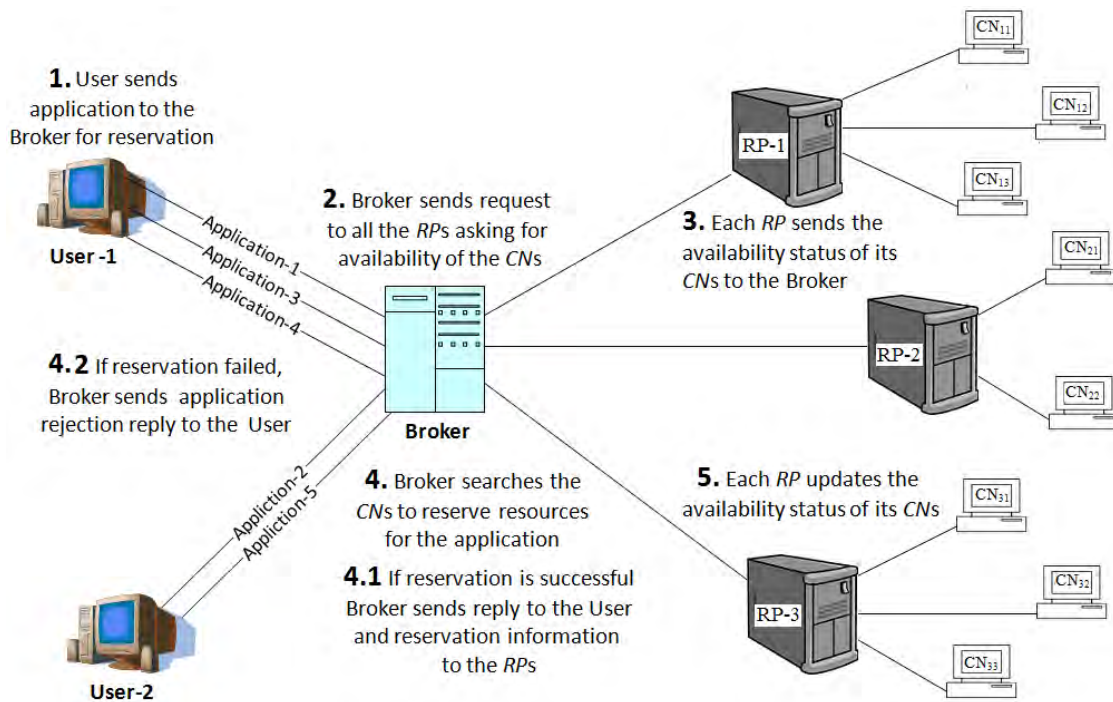 1. User sends
application to the
Broker for reservation
User -1
Application-1
Application-3
Application-4
2. Broker sends request
to all the RPs asking for
availability of the CNs
RP-1
CN11
CN12
CN13
3. Each RP sends the
availability status of its
CNs to the Broker
CN21
RP-2
CN22
4.2 If reservation failed,
Broker sends application
rejection reply to the User
Broker
Appliction-2
Application-5
User-2
4. Broker searches the
CNs to reserve resources
for the application
4.1 If reservation is successful
Broker sends reply to the User
and reservation information
to the RPs
5. Each RP updates the
availability status of its CNs
CN31
RP-3
CN32
CN33